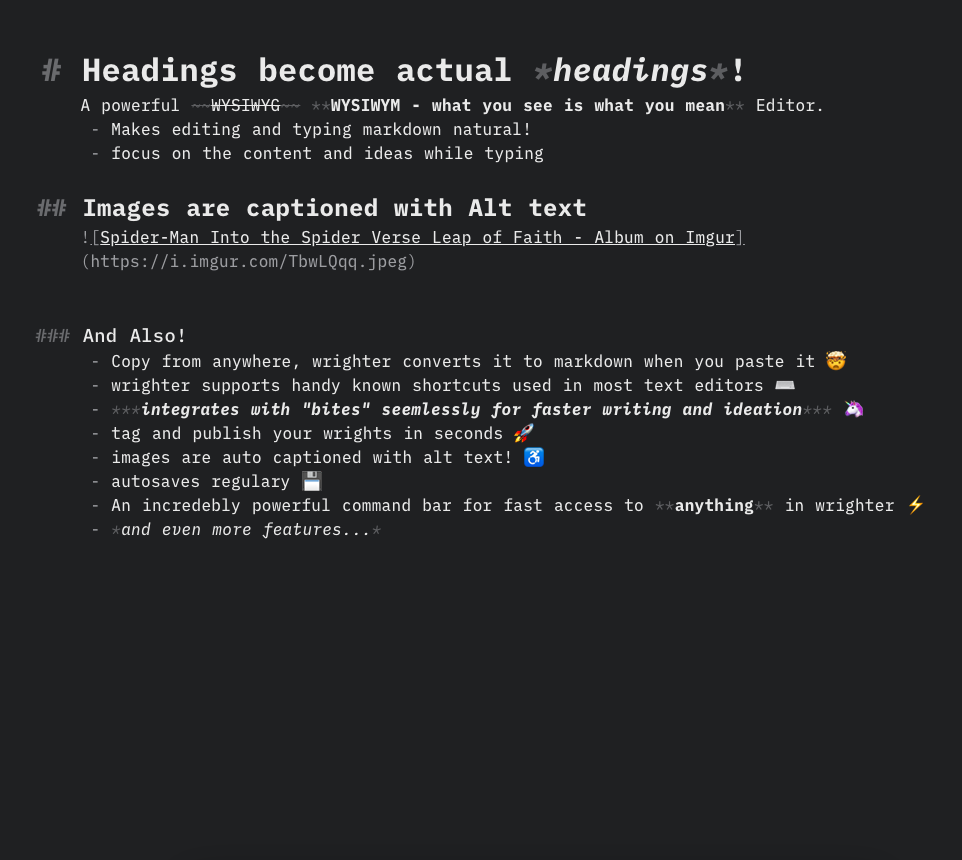 # Headings become actual *headings*!
A powerful ~~WYSIWYG~~ **WYSIWYM - what you see is what you mean** Editor.
- Makes editing and typing markdown natural!
- focus on the content and ideas while typing
## Images are captioned with Alt text
![Spider-Man Into the Spider Verse Leap of Faith - Album on Imgur]
(https://i.imgur.com/TbwLQqq.jpeg)
### And Also!
- Copy from anywhere, wrighter converts it to markdown when you paste it 🤯
- wrighter supports handy known shortcuts used in most text editors ⌨️
- ***integrates with "bites" seemlessly for faster writing and ideation*** 🦄
- tag and publish your wrights in seconds 🚀
- images are auto captioned with alt text! ♿
- autosaves regulary 💾
- An incredebly powerful command bar for fast access to **anything** in wrighter ⚡
- *and even more features...*